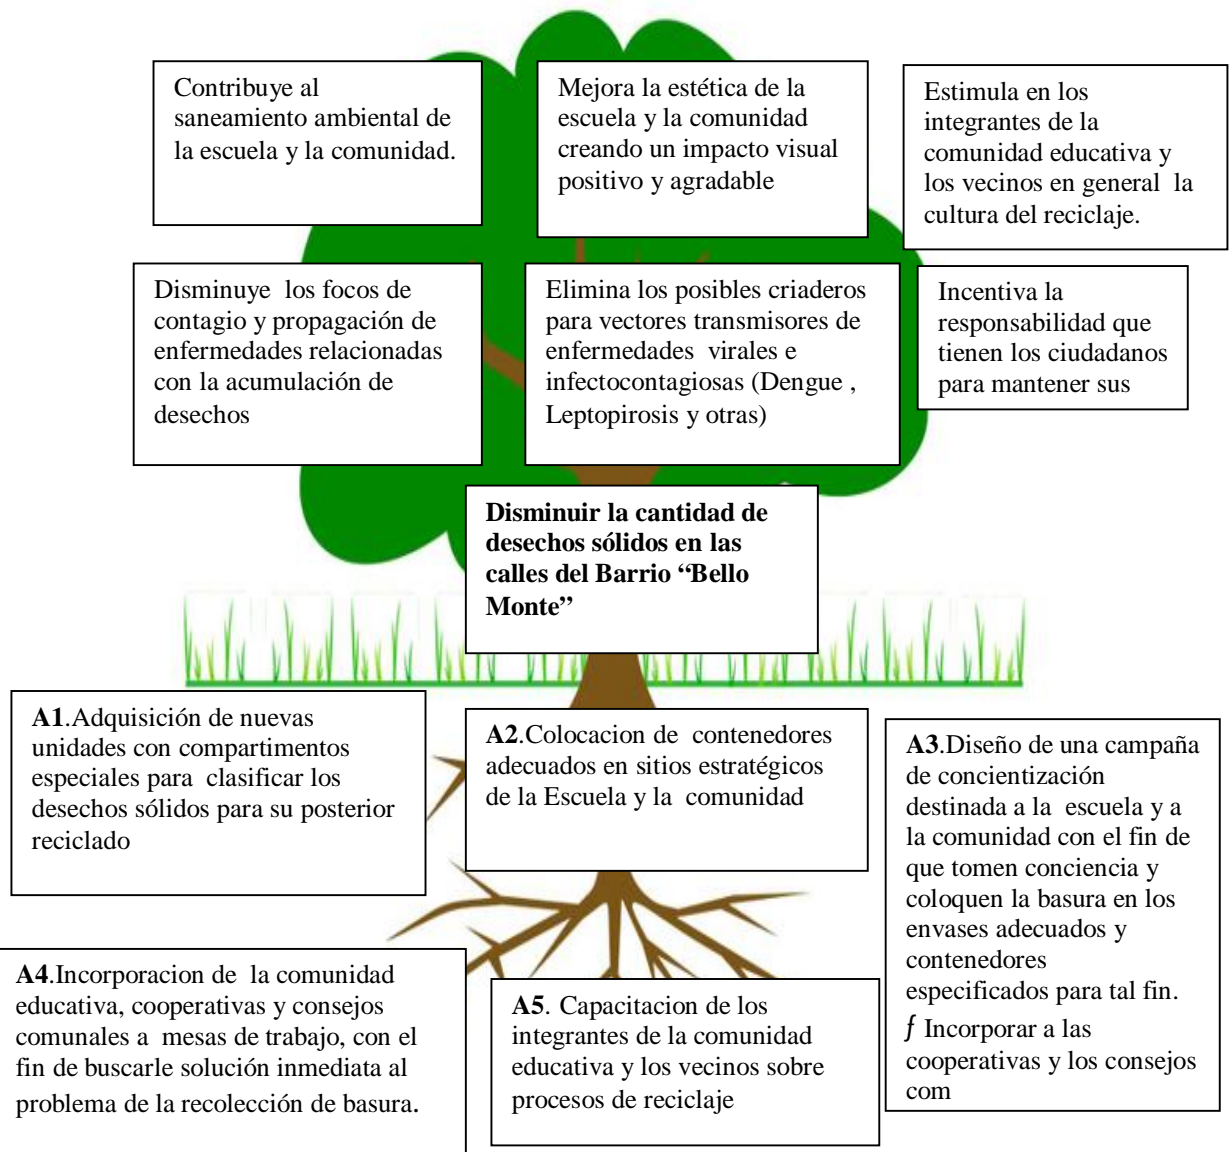 Contribuye al
saneamiento ambiental de
la escuela y la comunidad.
Mejora la estética de la
escuela y la comunidad
creando un impacto visual
positivo y agradable
Estimula en los
integrantes de la
comunidad educativa y
los vecinos en general la
cultura del reciclaje.
Disminuye los focos de
contagio y propagación de
enfermedades relacionadas
con la acumulación de
desechos
Elimina los posibles criaderos
para vectores transmisores de
enfermedades virales e
infectocontagiosas (Dengue ,
Leptopirosis y otras)
Incentiva la
responsabilidad que
tienen los ciudadanos
para mantener sus
Disminuir la cantidad de
desechos sólidos en las
calles del Barrio “Bello
Monte”
A1.Adquisición de nuevas
unidades con compartimentos
especiales para clasificar los
desechos sólidos para su posterior
reciclado
A2.Colocacion de contenedores
adecuados en sitios estratégicos
de la Escuela y la comunidad
A3.Diseño de una campaña
de concientización
destinada a la escuela y a
la comunidad con el fin de
que tomen conciencia y
coloquen la basura en los
envases adecuados y
contenedores
especificados para tal fin.
ƒ Incorporar a las
cooperativas y los consejos
com
A4.Incorporacion de la comunidad
educativa, cooperativas y consejos
comunales a mesas de trabajo, con el
fin de buscarle solución inmediata al
problema de la recolección de basura.
A5. Capacitacion de los
integrantes de la comunidad
educativa y los vecinos sobre
procesos de reciclaje